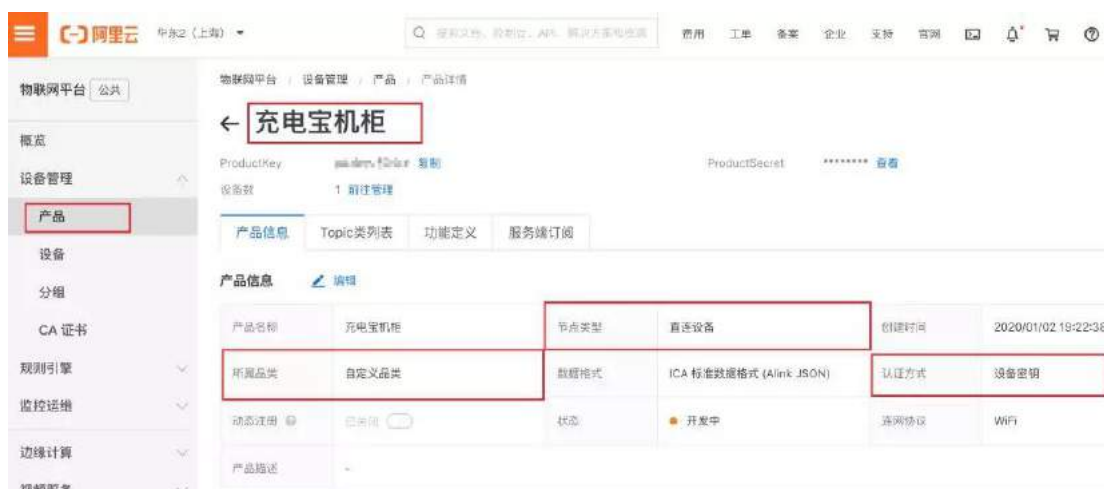 阿里云 华东2（上海） 费用 工单 备案 企业 支持 官网
物联网平台 公共
物联网平台 / 设备管理 / 产品 / 产品详情
← 充电宝机柜
概览
ProductKey 复制 ProductSecret ******** 查看
设备管理
设备数 1 前往管理
产品
产品信息 Topic类列表 功能定义 服务端订阅
设备
产品信息 编辑
分组
产品名称 充电宝机柜 节点类型 直连设备 创建时间 2020/01/02 19:22:38
CA 证书
规则引擎
所属品类 自定义品类 数据格式 ICA 标准数据格式 (Alink JSON) 认证方式 设备密钥
监控运维
动态注册 已关闭 状态 开发中 连网协议 WiFi
边缘计算
产品描述 -
视频服务